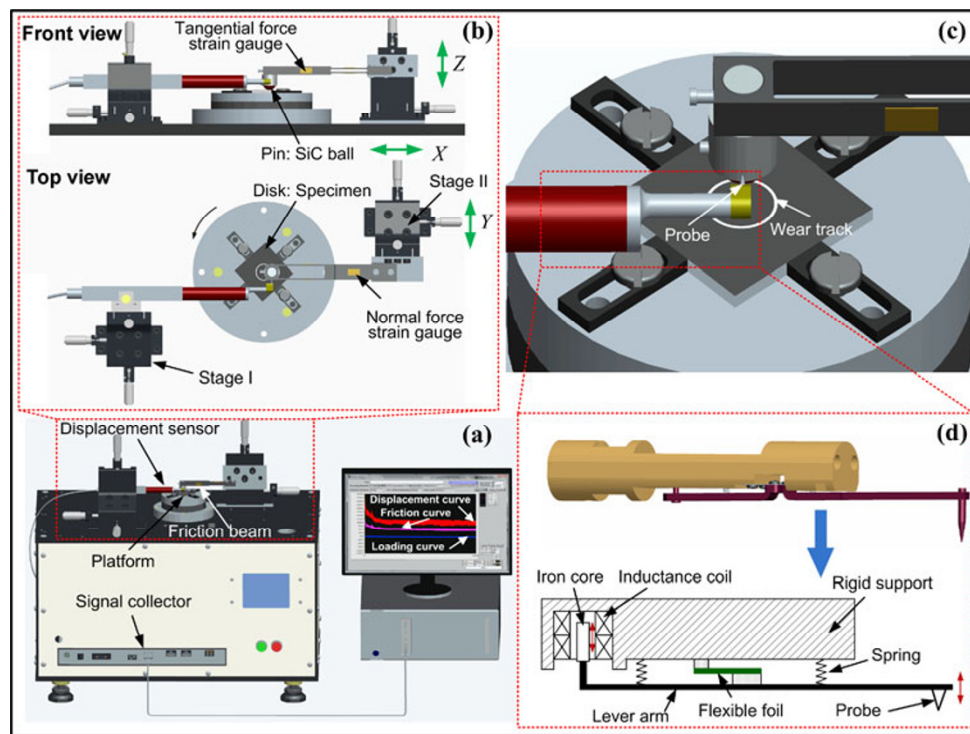 (b)
Front view
Tangential force
strain gauge
Z
Pin: SiC ball
X
Top view
Disk: Specimen
Stage II
Y
Normal force
strain gauge
Stage I
(c)
Probe
Wear track
(a)
Displacement sensor
Friction beam
Platform
Signal collector
Displacement curve
Friction curve
Loading curve
(d)
Iron core
Inductance coil
Rigid support
Spring
Lever arm
Flexible foil
Probe